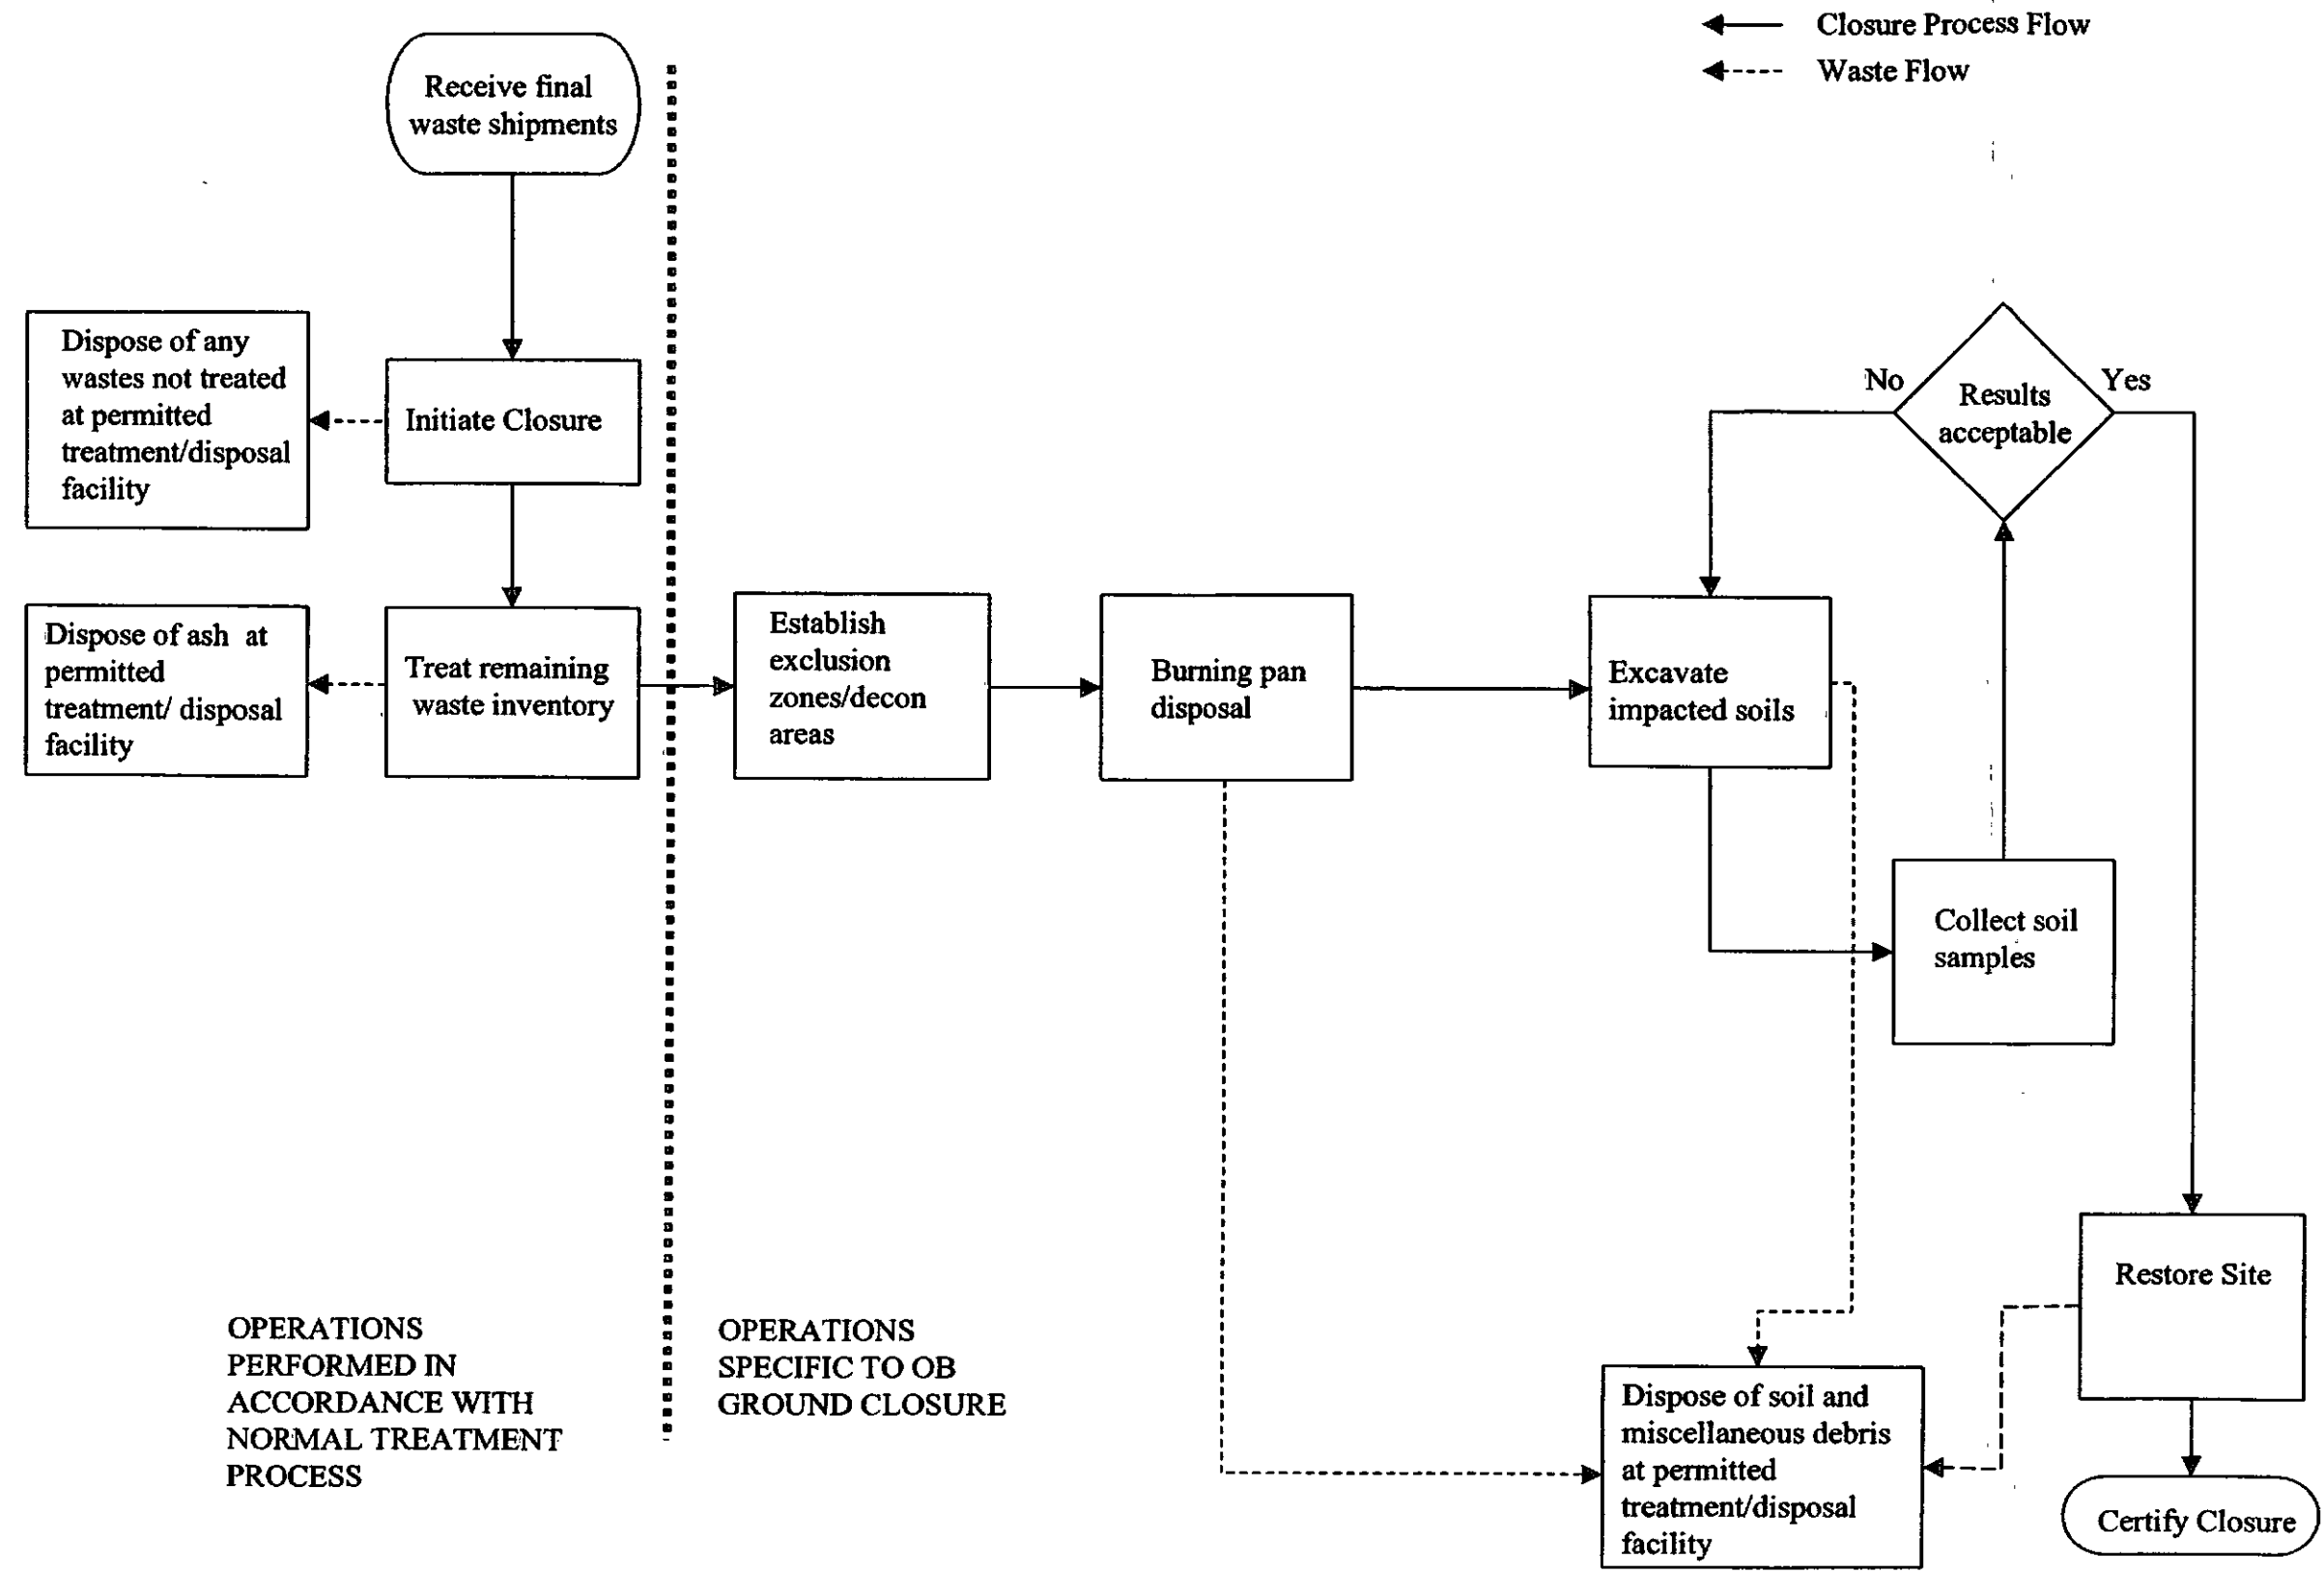 Closure Process Flow
Waste Flow
Receive final
waste shipments
Dispose of any
wastes not treated
at permitted
treatment/disposal
facility
Initiate Closure
No
Results
acceptable
Yes
Dispose of ash at
permitted
treatment/ disposal
facility
Treat remaining
waste inventory
Establish
exclusion
zones/decon
areas
Burning pan
disposal
Excavate
impacted soils
Collect soil
samples
Restore Site
OPERATIONS
PERFORMED IN
ACCORDANCE WITH
NORMAL TREATMENT
PROCESS
OPERATIONS
SPECIFIC TO OB
GROUND CLOSURE
Dispose of soil and
miscellaneous debris
at permitted
treatment/disposal
facility
Certify Closure